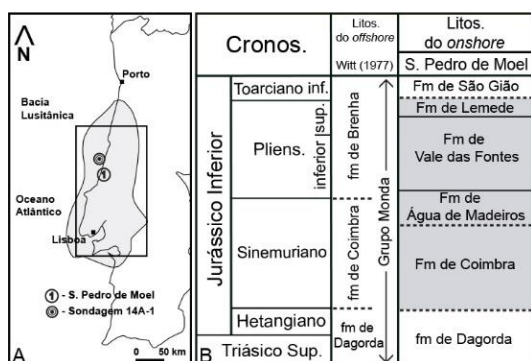 N
Porto
Bacia
Lusitânica
Oceano
Atlântico
Lisboa
1
1 - S. Pedro de Moel
- Sondagem 14A-1
A
0 50 km
Cronos.
Litos.
do offshore
Witt (1977)
Litos.
do onshore
S. Pedro de Moel
Jurássico Inferior
Toarciano inf.
Pliens.
inferior
sup.
Sinemuriano
Hetangiano
Triásico Sup.
B
fm de Brenha
fm de Coimbra
fm de Dagorda
Grupo Monda
Fm de São Gião
Fm de Lemede
Fm de
Vale das Fontes
Fm de
Água de Madeiros
Fm de Coimbra
fm de Dagorda